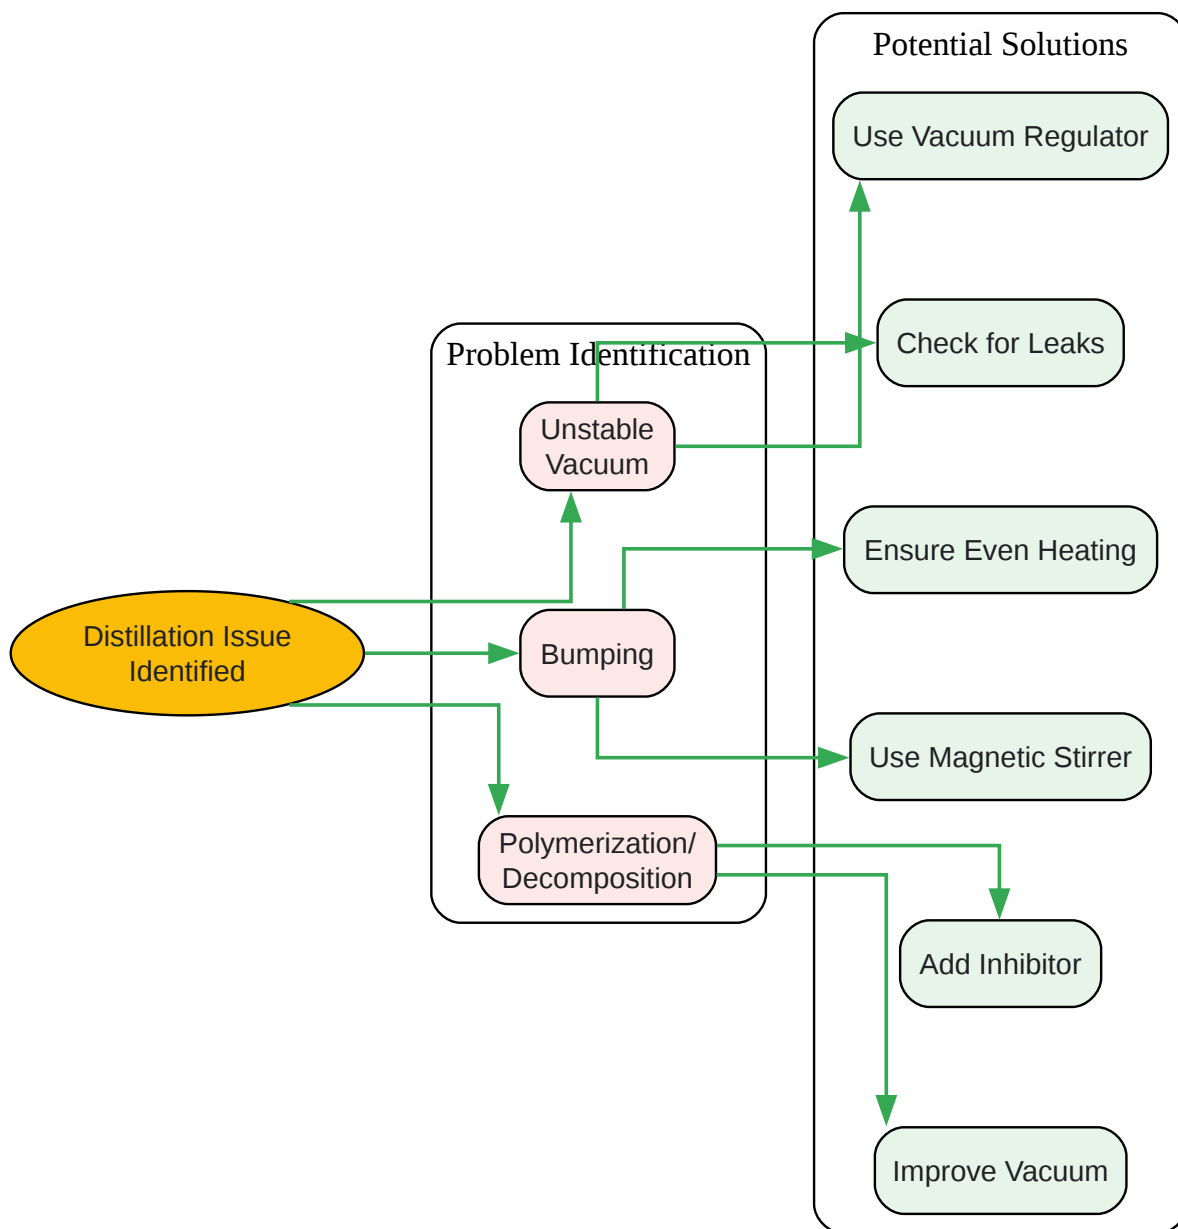 Potential Solutions
Use Vacuum Regulator
Check for Leaks
Problem Identification
Unstable
Vacuum
Ensure Even Heating
Distillation Issue
Identified
Bumping
Use Magnetic Stirrer
Polymerization/
Decomposition
Add Inhibitor
Improve Vacuum